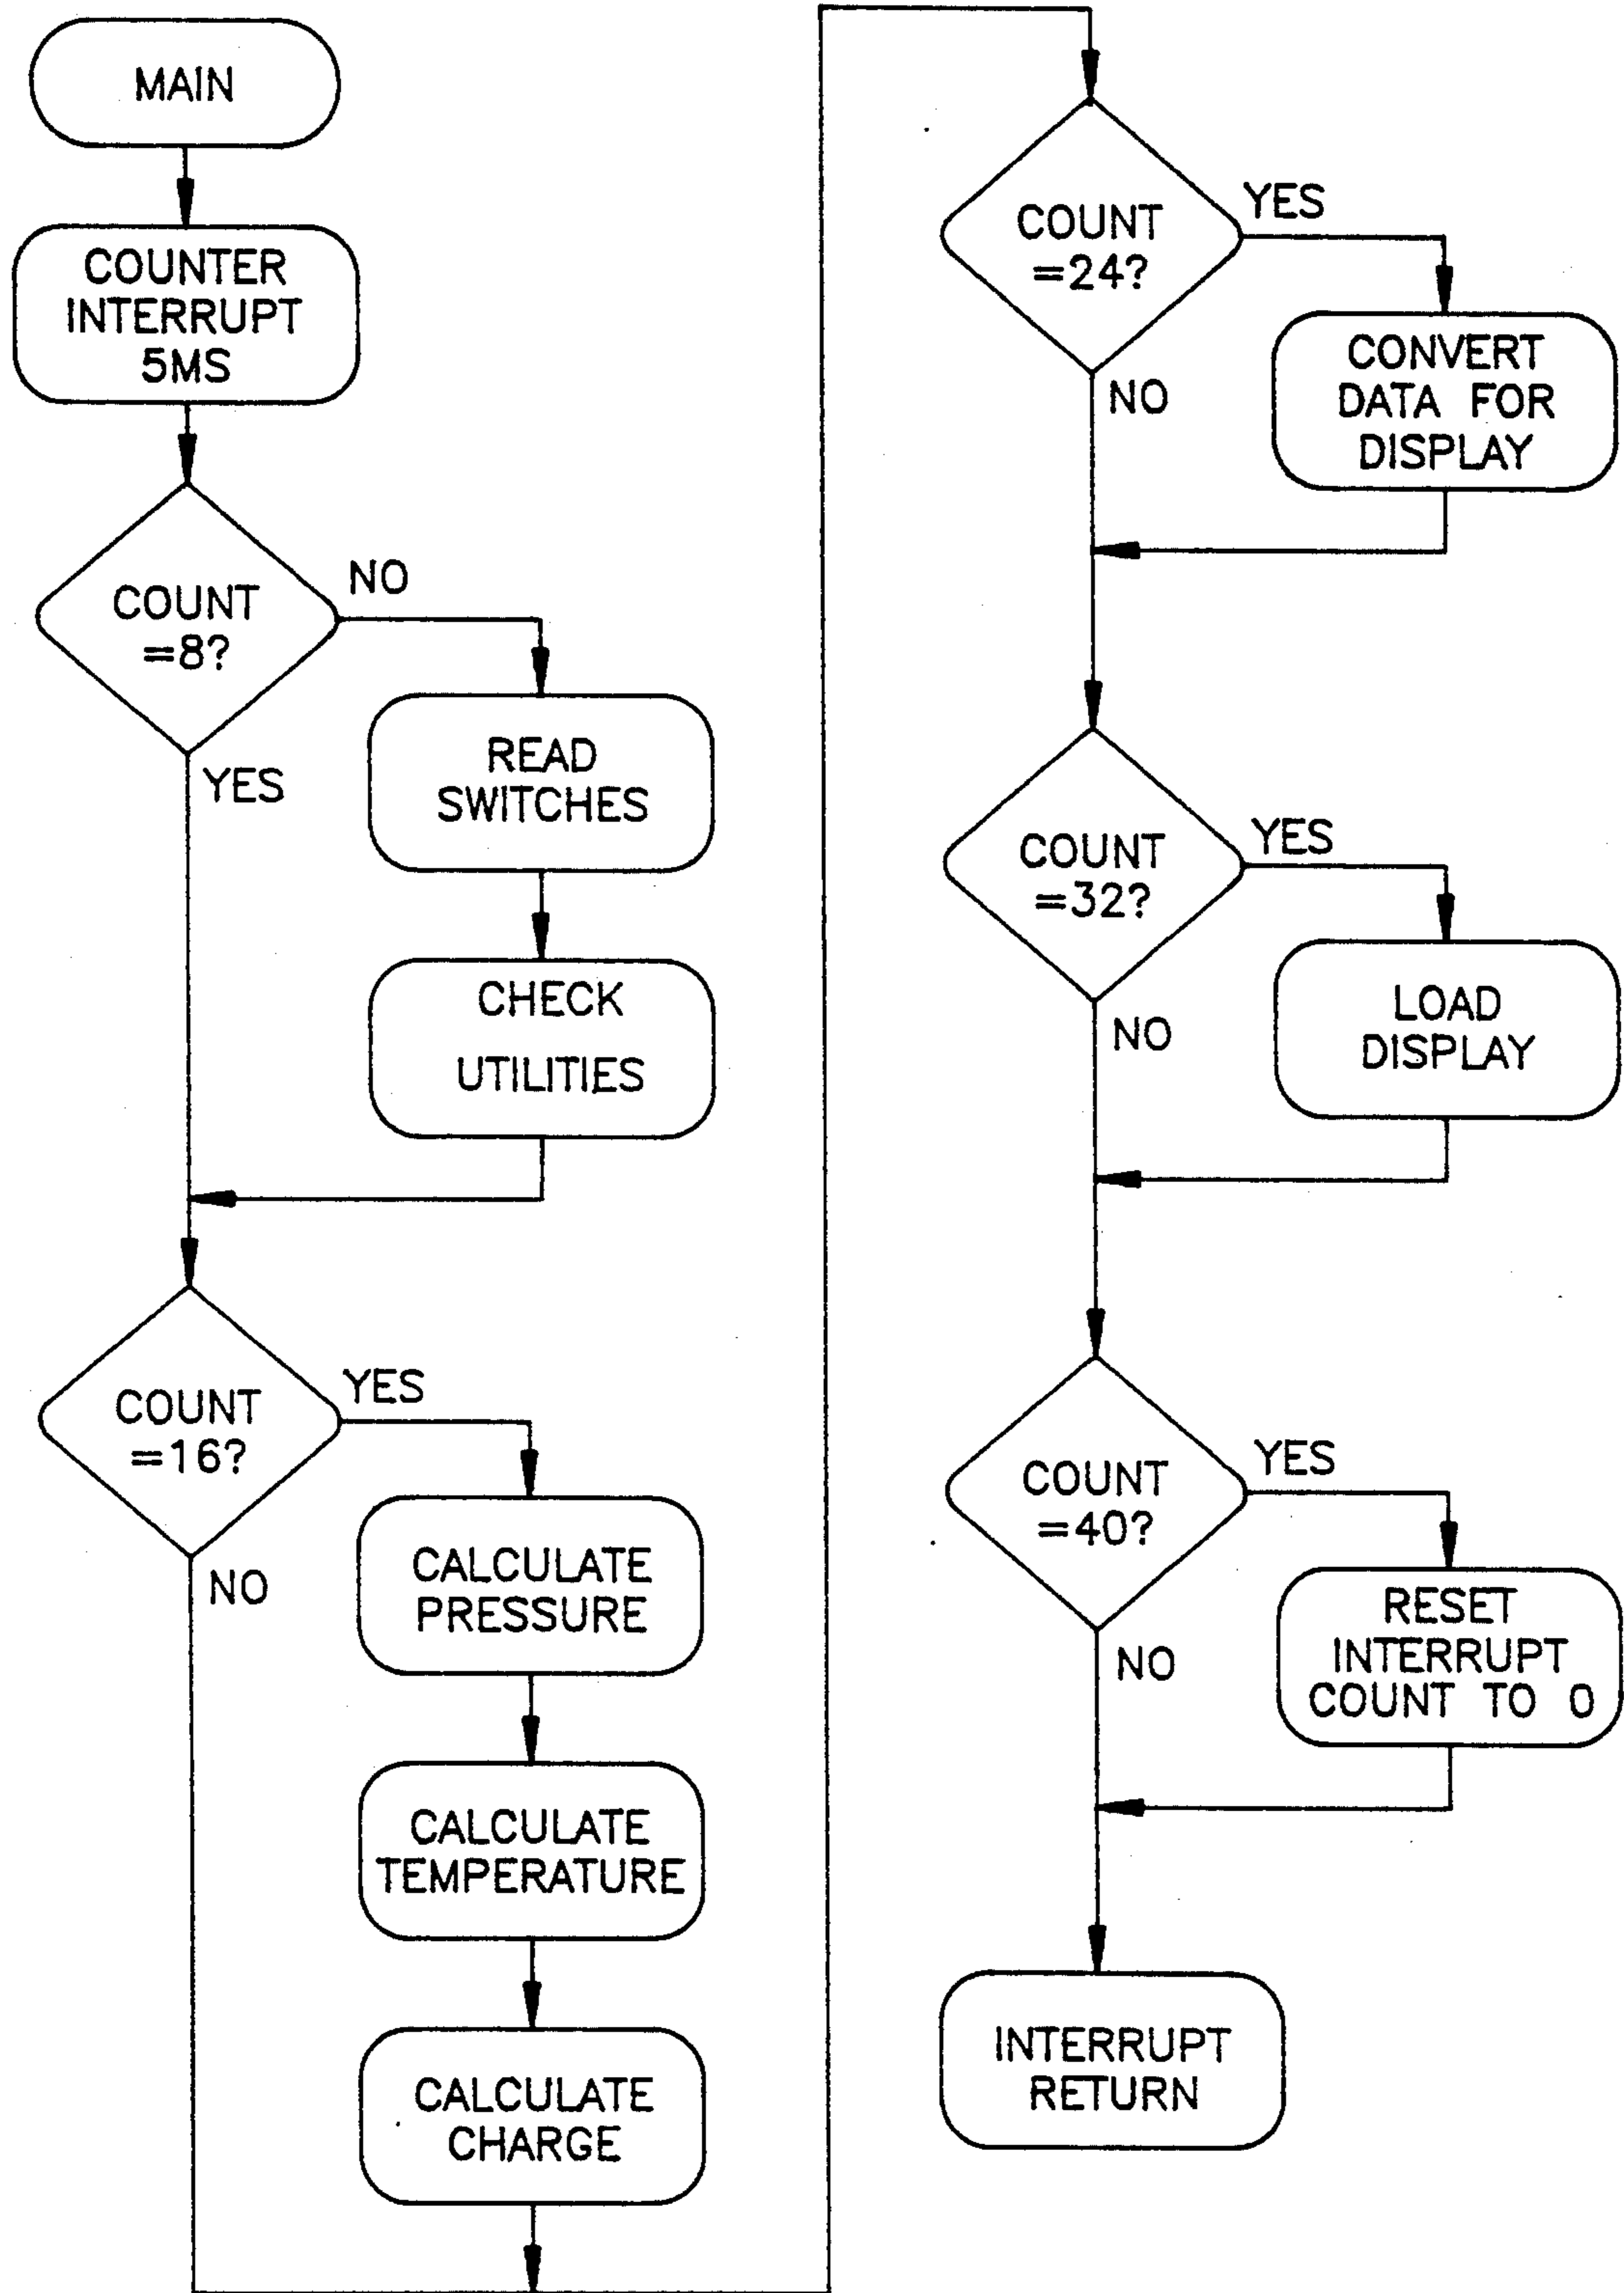 MAIN
COUNTER
INTERRUPT
5MS
COUNT
=8?
NO
YES
READ
SWITCHES
CHECK
UTILITIES
COUNT
=16?
YES
NO
CALCULATE
PRESSURE
CALCULATE
TEMPERATURE
CALCULATE
CHARGE
COUNT
=24?
YES
NO
CONVERT
DATA FOR
DISPLAY
COUNT
=32?
YES
NO
LOAD
DISPLAY
COUNT
=40?
YES
NO
RESET
INTERRUPT
COUNT TO 0
INTERRUPT
RETURN